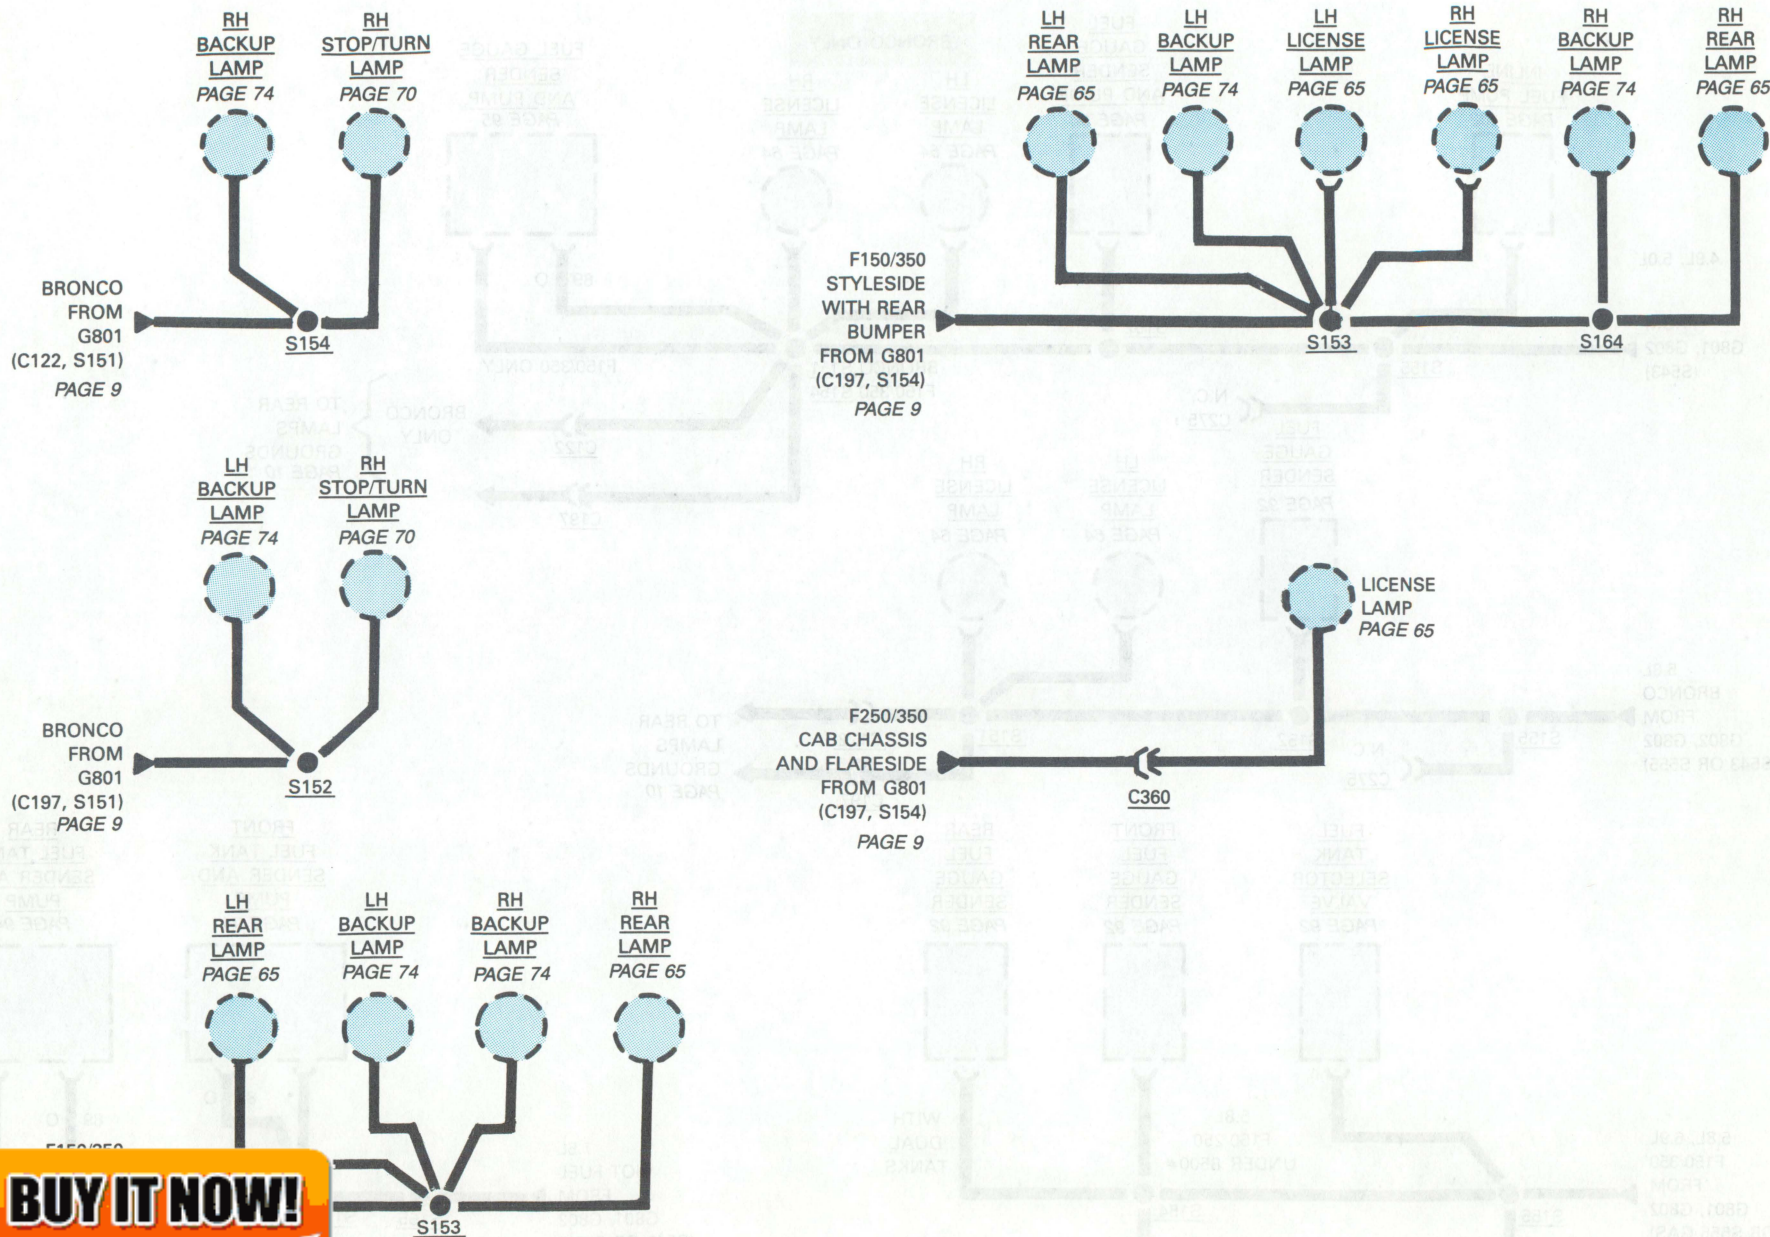 RH
BACKUP
LAMP
PAGE 74
RH
STOP/TURN
LAMP
PAGE 70
BRONCO
FROM
G801
(C122, S151)
PAGE 9
S154
LH
REAR
LAMP
PAGE 65
LH
BACKUP
LAMP
PAGE 74
LH
LICENSE
LAMP
PAGE 65
RH
LICENSE
LAMP
PAGE 65
RH
BACKUP
LAMP
PAGE 74
RH
REAR
LAMP
PAGE 65
F150/350
STYLESIDE
WITH REAR
BUMPER
FROM G801
(C197, S154)
PAGE 9
S153
S164
LH
BACKUP
LAMP
PAGE 74
RH
STOP/TURN
LAMP
PAGE 70
BRONCO
FROM
G801
(C197, S151)
PAGE 9
S152
LICENSE
LAMP
PAGE 65
F250/350
CAB CHASSIS
AND FLARESIDE
FROM G801
(C197, S154)
PAGE 9
C360
LH
REAR
LAMP
PAGE 65
LH
BACKUP
LAMP
PAGE 74
RH
BACKUP
LAMP
PAGE 74
RH
REAR
LAMP
PAGE 65
S153
BUY IT NOW!